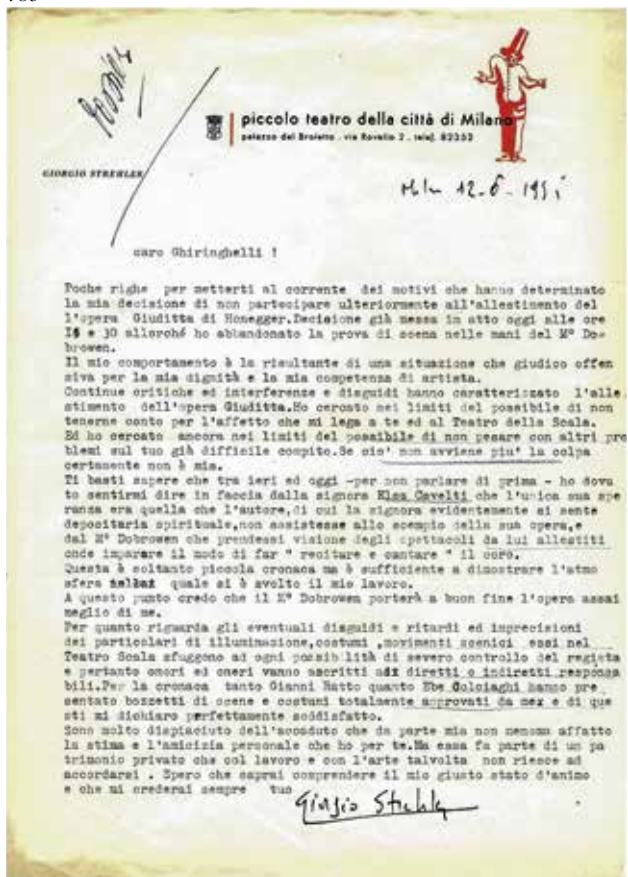 piccolo teatro della città di Milano
palazzo del Broletto . via Rovello 2 . telef. 82352
GIORGIO STREHLER
caro Ghiringhelli !
Poche righe per metterti al corrente dei motivi che hanno determinato
la mia decisione di non partecipare ulteriormente all'allestimento del
l'opera Giuditta di Honegger.Decisione già messa in atto oggi alle ore
e 30 allorché ho abbandonato la prova di scena nelle mani del M° Do=
browen.
Il mio comportamento è la risultante di una situazione che giudico offen
siva per la mia dignità e la mia competenza di artista.
Continue critiche ed interferenze e disguidi hanno caratterizzato l'alle
stimento dell'opera Giuditta.Ho cercato nei limiti del possibile di non
tenerne conto per l'affetto che mi lega a te ed al Teatro della Scala.
Ed ho cercato ancora nei limiti del possibile di non pesare con altri pro
blemi sul tuo già difficile compito.Se cio' non avviene piu' la colpa
certamente non è mia.
Ti basti sapere che tra ieri ed oggi -per non parlare di prima - ho dovu
to sentirmi dire in faccia dalla signora Elsa Cavelti che l'unica sua spe
ranza era quella che l'autore,di cui la signora evidentemente si sente
depositaria spirituale,non assistesse allo scempio della sua opera,e
dal M° Dobrowen che prendessi visione degli spettacoli da lui allestiti
onde imparare il modo di far " recitare e cantare " il coro.
Questa è soltanto piccola cronaca ma è sufficiente a dimostrare l'atmo
sfera quale si è svolto il mio lavoro.
A questo punto credo che il M° Dobrowen porterà a buon fine l'opera assai
meglio di me.
Per quanto riguarda gli eventuali disguidi e ritardi ed imprecisioni
dei particolari di illuminazione,costumi ,movimenti scenici essi nel
Teatro Scala sfuggono ad ogni possibilità di severo controllo del regista
e pertanto onori ed oneri vanno ascritti diretti o indiretti responsa
bili.Per la cronaca tanto Gianni Ratto quanto Ebe Colciaghi hanno pre
sentato bozzetti di scene e costumi totalmente approvati da me e di que
sti mi dichiaro perfettamente soddisfatto.
Sono molto dispiaciuto dell'accaduto che da parte mia non menoma affatto
la stima e l'amicizia personale che ho per te.Ma essa fa parte di un pa
trimonio privato che col lavoro e con l'arte talvolta non riesce ad
accordarsi . Spero che saprai comprendere il mio giusto stato d'animo
e che mi crederai sempre tuo
Giorgio Strehler